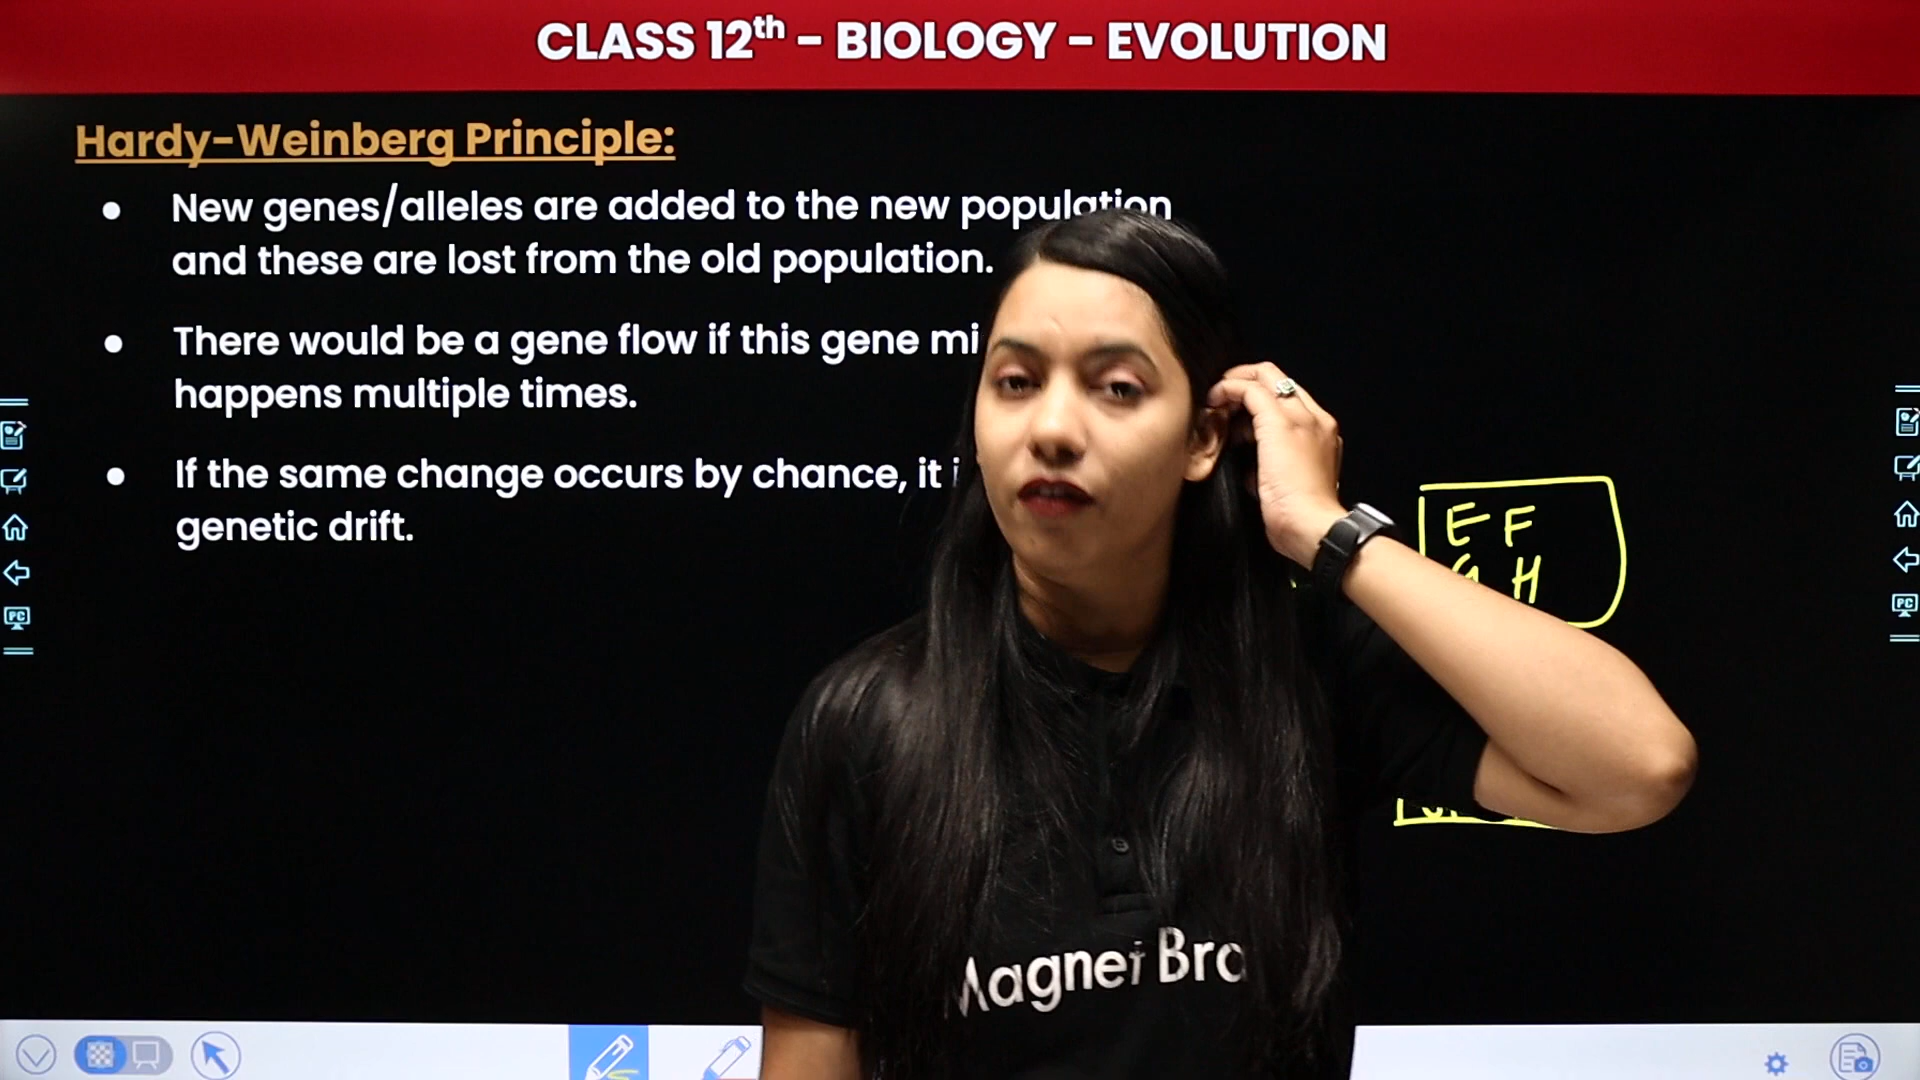 CLASS 12th - BIOLOGY - EVOLUTION
Hardy-Weinberg Principle:
• New genes/alleles are added to the new population
and these are lost from the old population.
• There would be a gene flow if this gene
happens multiple times.
• If the same change occurs by chance, it
genetic drift.
E F
G H
PC
PC
Magnet